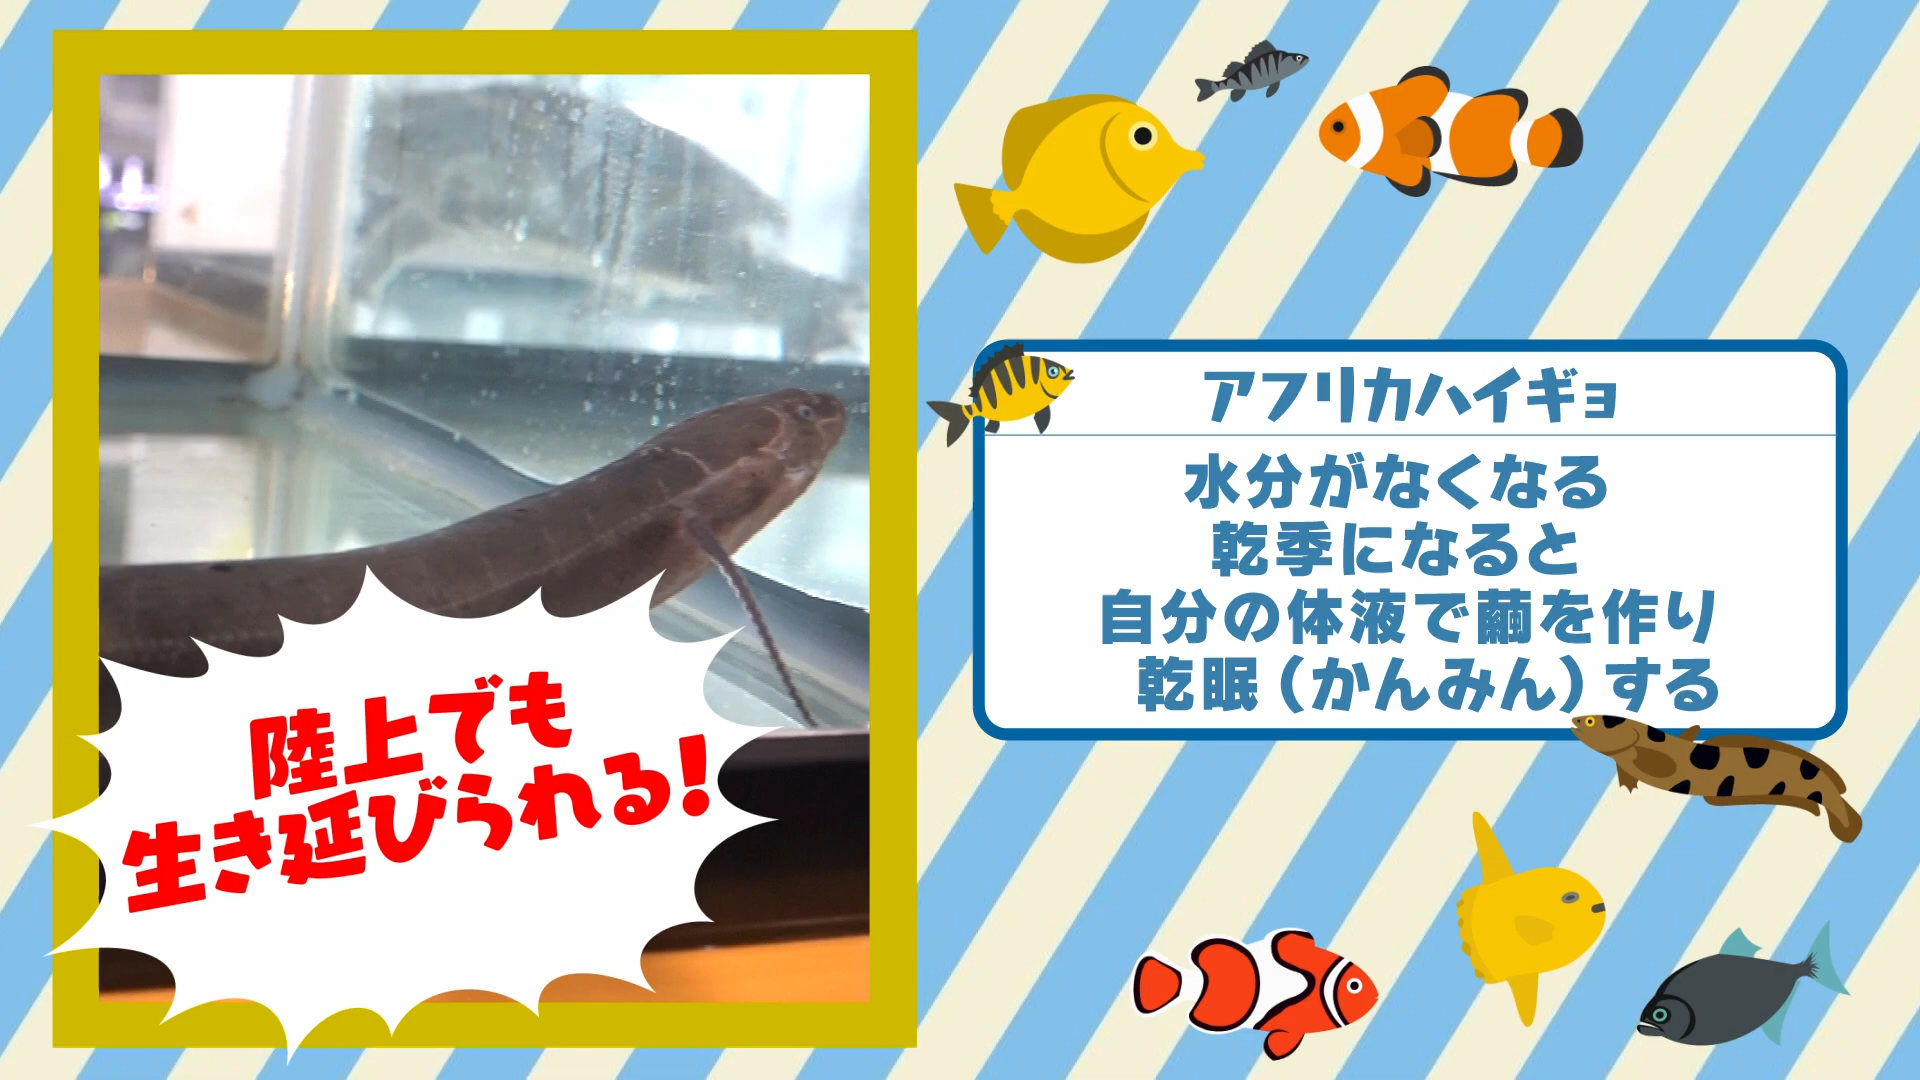 陸上でも
生き延びられる!
アフリカハイギョ
水分がなくなる
乾季になると
自分の体液で繭を作り
乾眠(かんみん)する